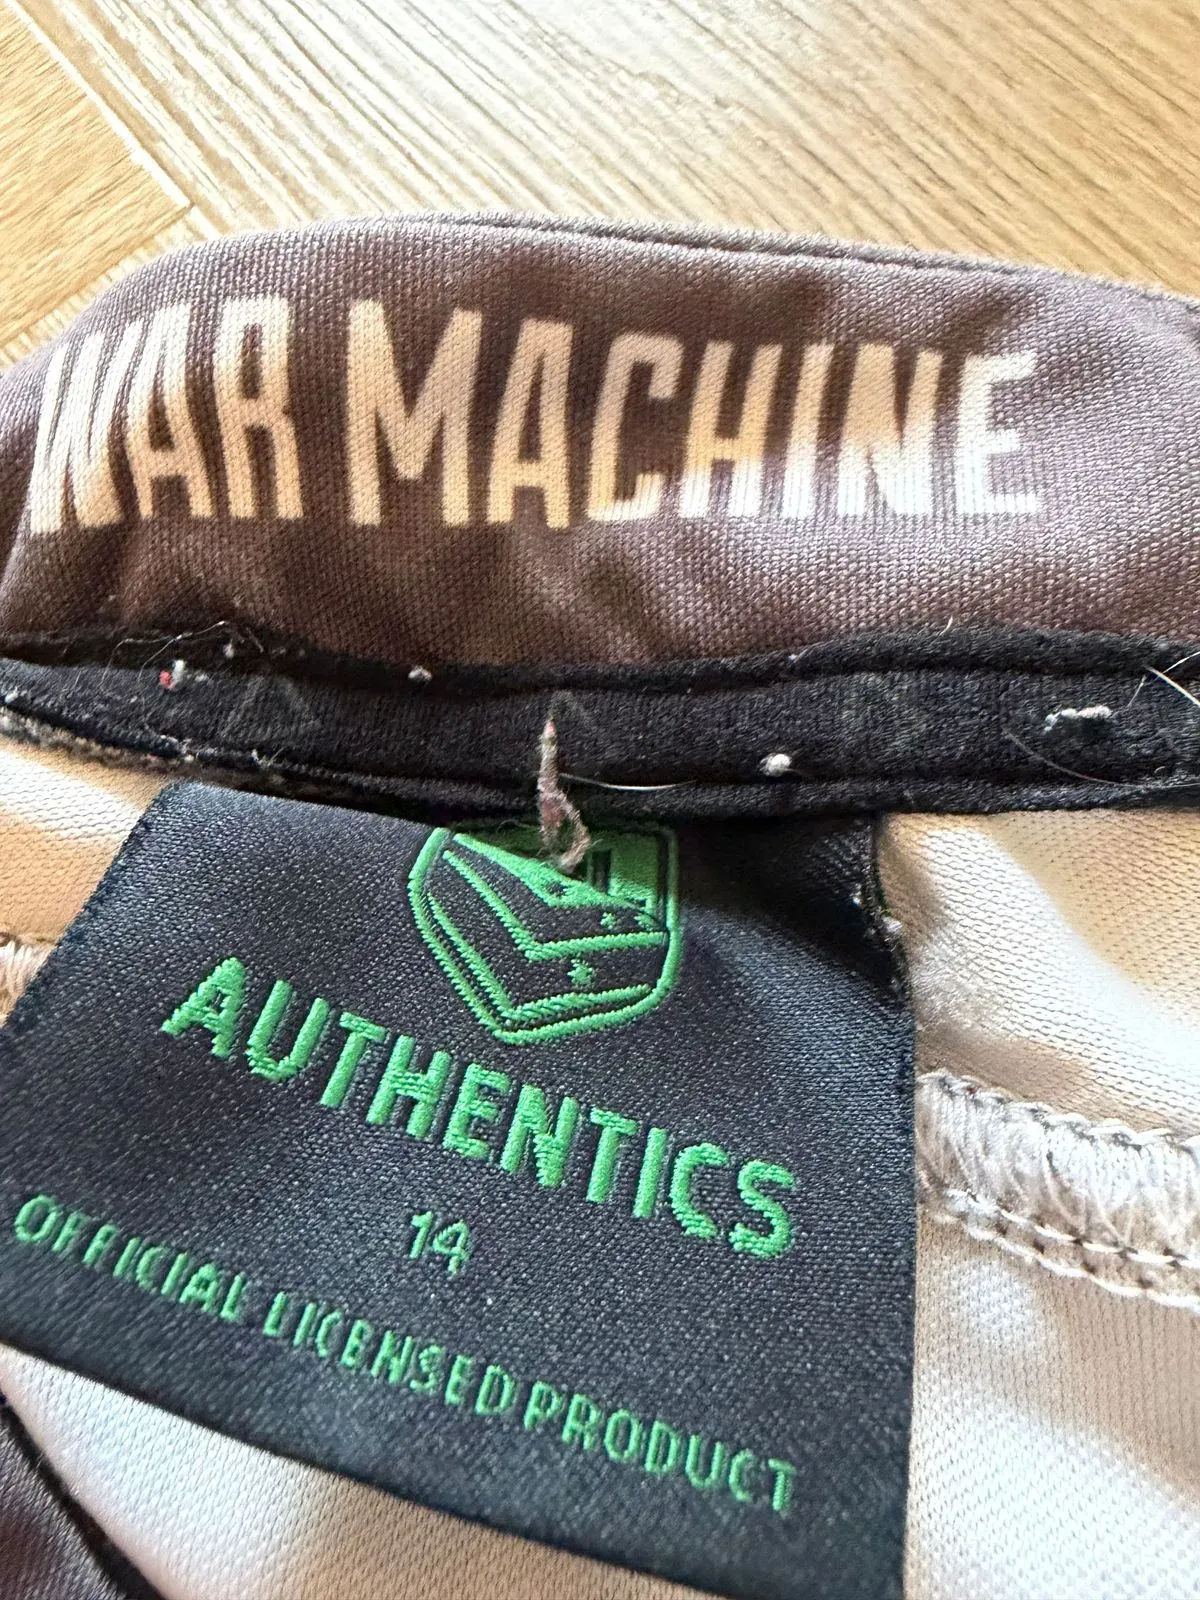 WAR MACHINE
AUTHENTICS
14
OFFICIAL LICENSED PRODUCT